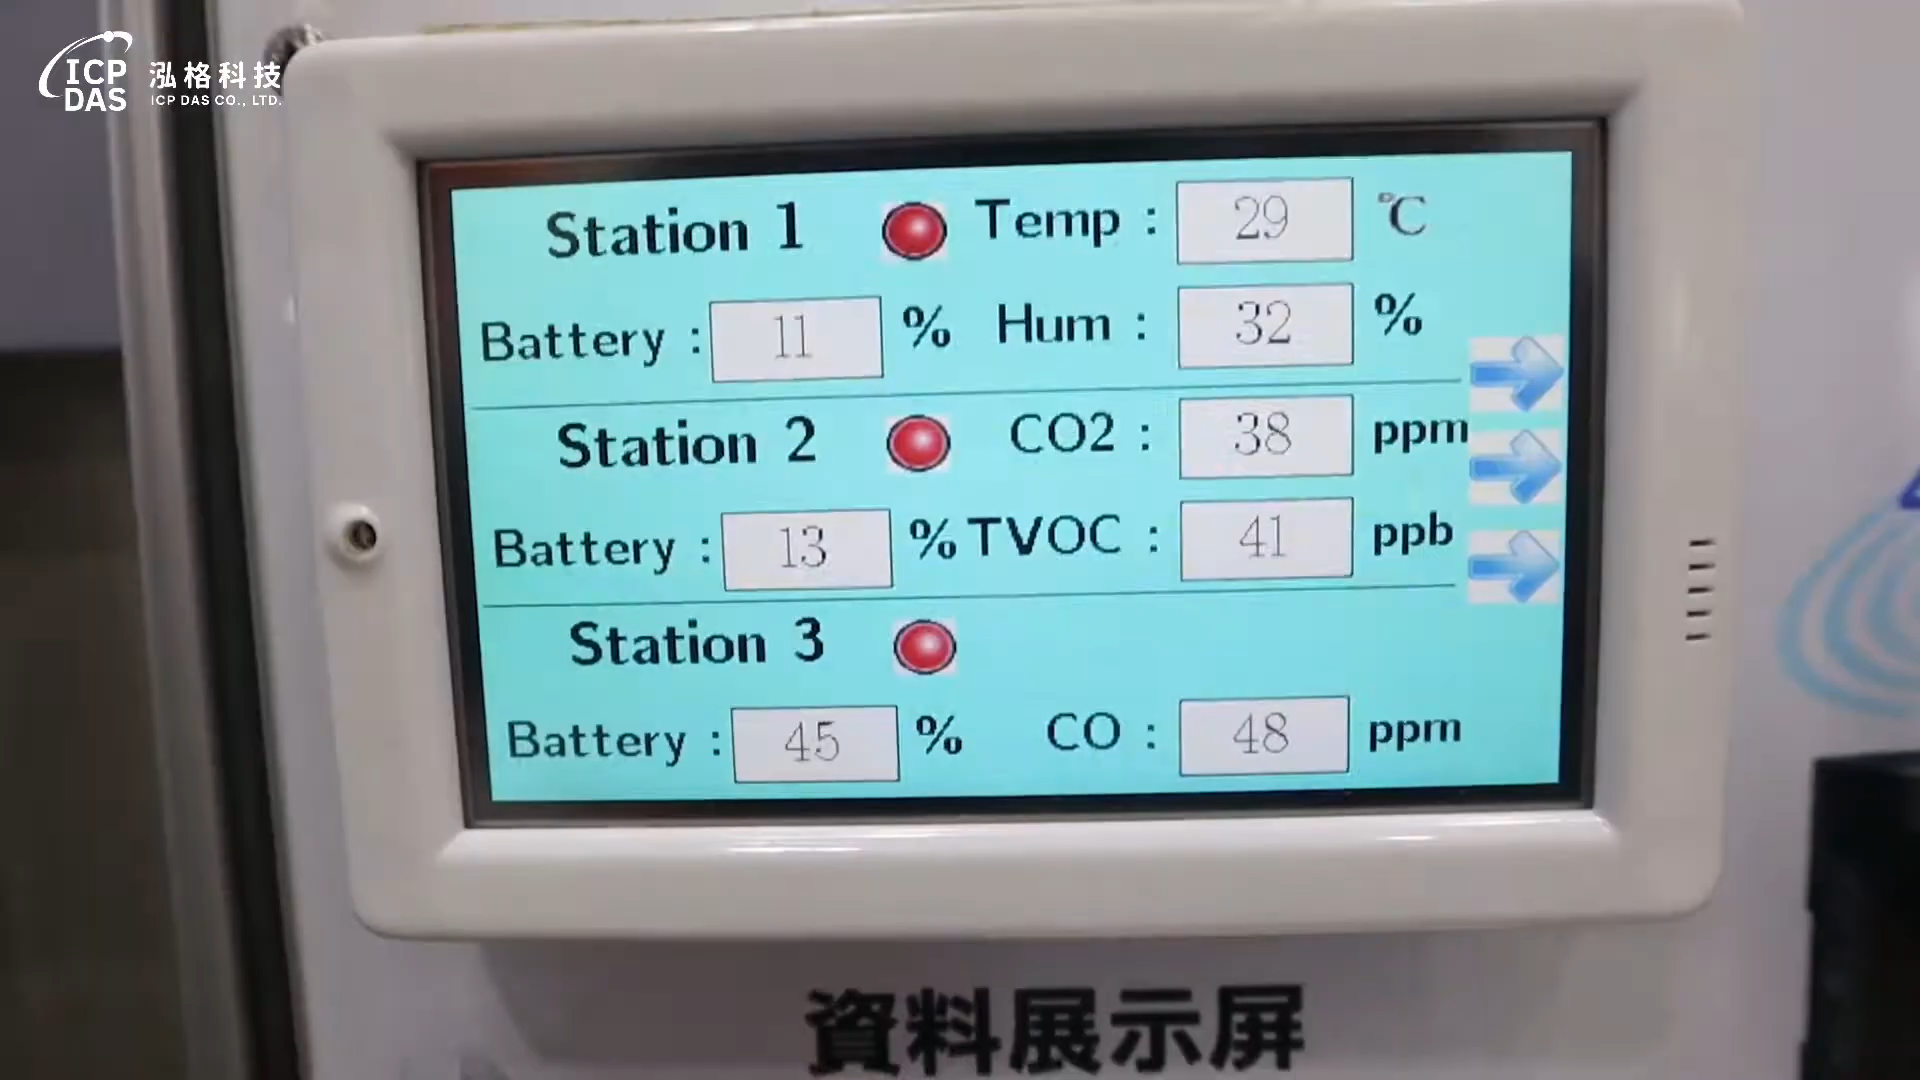 ICP DAS 泓格科技
ICP DAS CO., LTD.
Station 1 Temp : 29 ℃
Battery : 11 % Hum : 32 %
Station 2 CO2 : 38 ppm
Battery : 13 % TVOC : 41 ppb
Station 3
Battery : 45 % CO : 48 ppm
資料展示屏